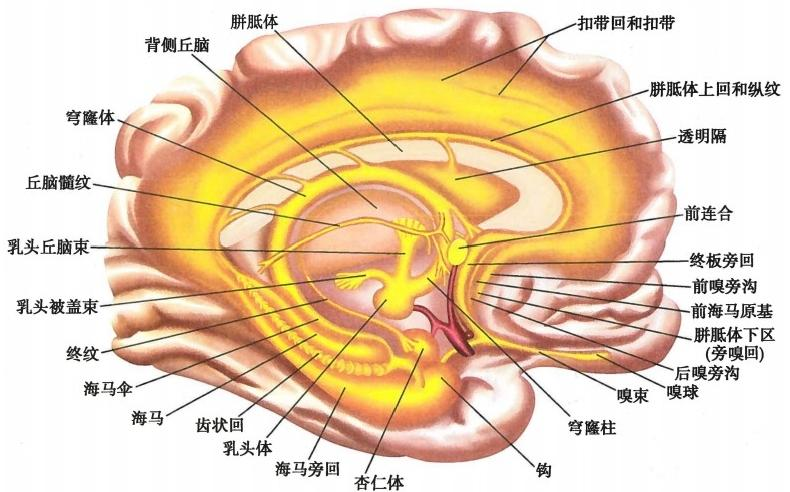 胼胝体
背侧丘脑
穹隆体
丘脑髓纹
乳头丘脑束
乳头被盖束
终纹
海马伞
海马
齿状回
乳头体
海马旁回
杏仁体
扣带回和扣带
胼胝体上回和纵纹
透明隔
前连合
终板旁回
前嗅旁沟
前海马原基
胼胝体下区
(旁嗅回)
后嗅旁沟
嗅球
嗅束
穹隆柱
钩